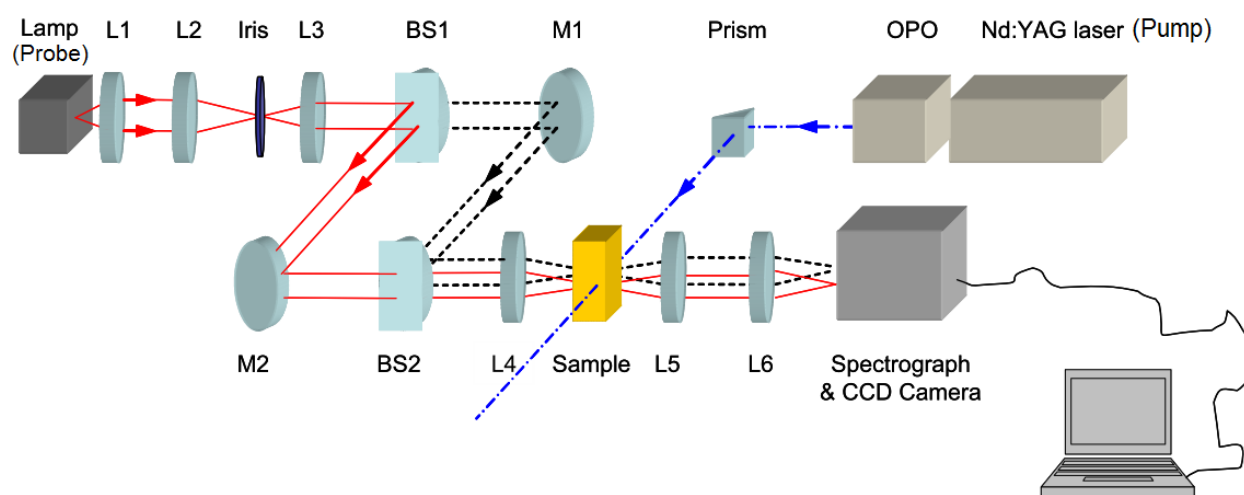 Lamp
(Probe)
L1
L2
Iris
L3
BS1
M1
Prism
OPO
Nd:YAG laser (Pump)
M2
BS2
L4
Sample
L5
L6
Spectrograph
& CCD Camera